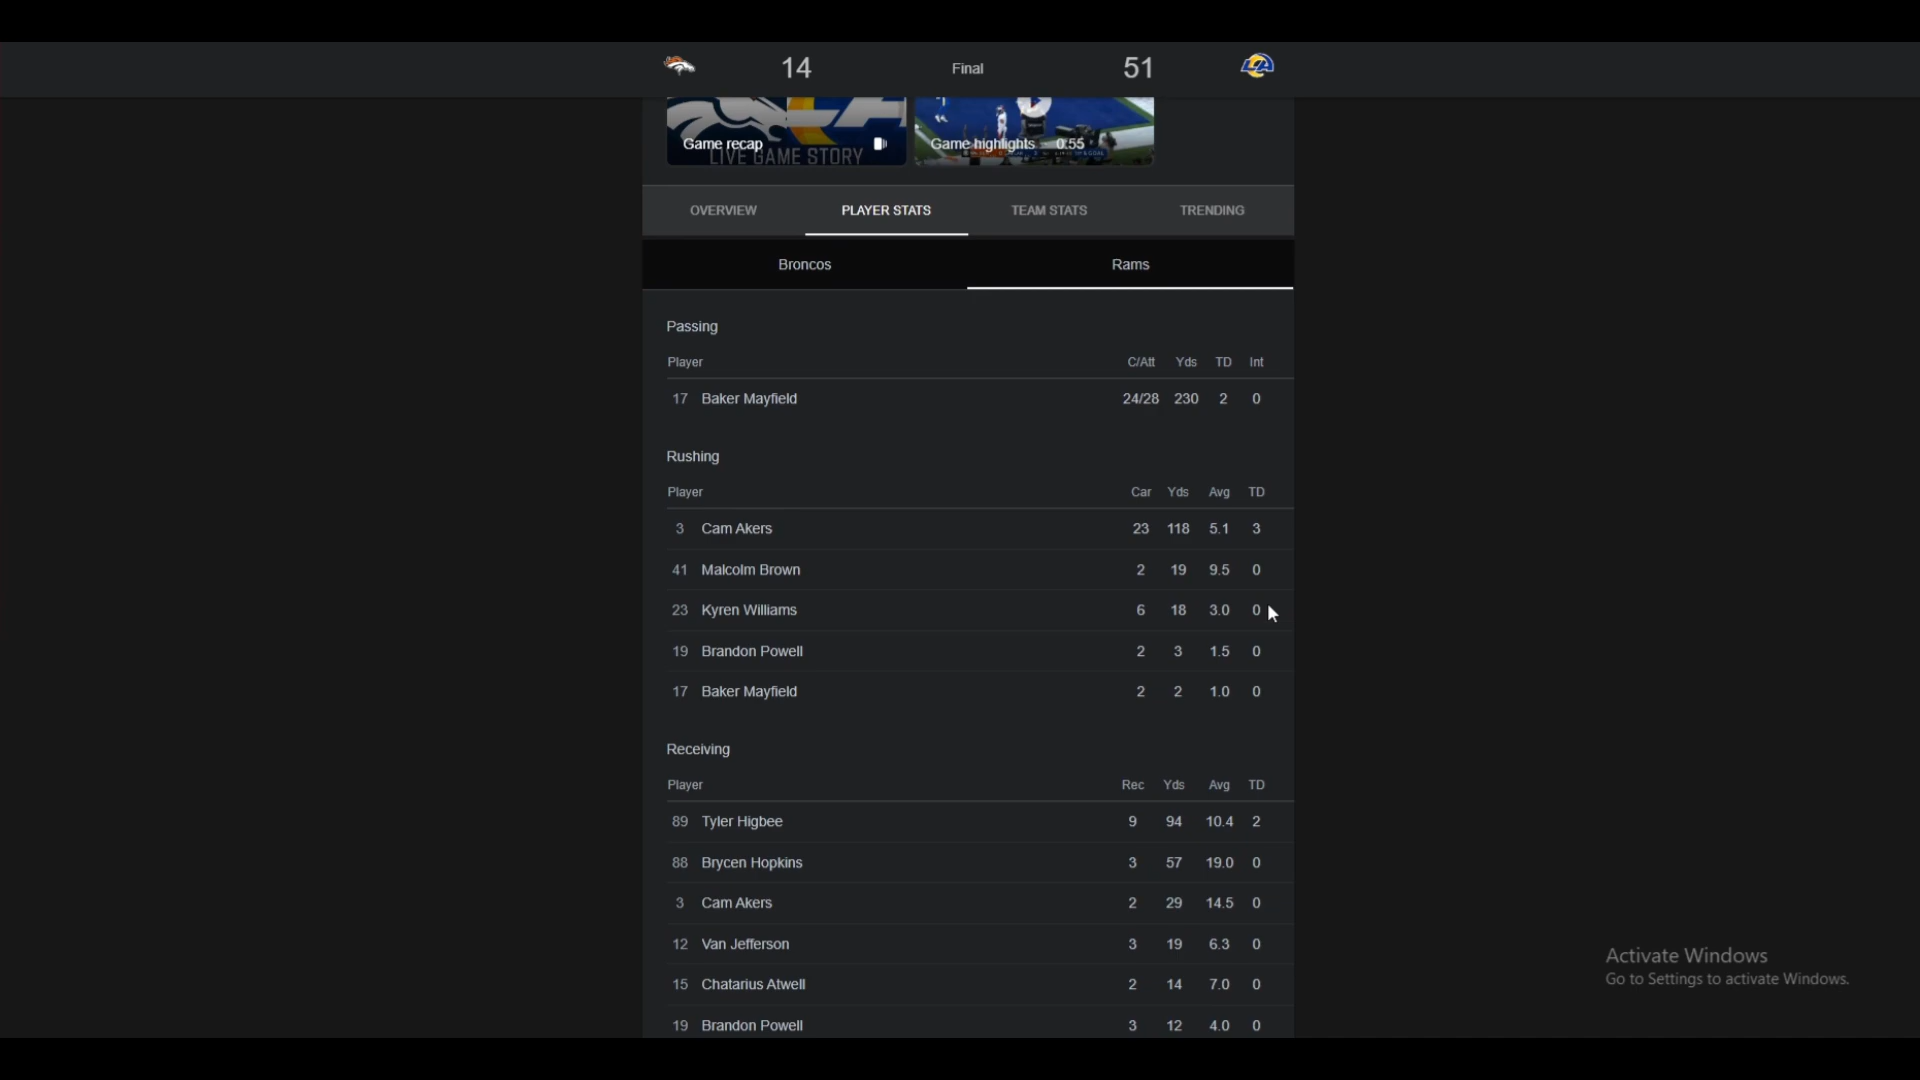 14 Final 51
Game recap
LIVE GAME STORY
Game highlights - 0:55
OVERVIEW PLAYER STATS TEAM STATS TRENDING
Broncos Rams
Passing
Player C/Att Yds TD Int
17 Baker Mayfield 24/28 230 2 0
Rushing
Player Car Yds Avg TD
3 Cam Akers 23 118 5.1 3
41 Malcolm Brown 2 19 9.5 0
23 Kyren Williams 6 18 3.0 0
19 Brandon Powell 2 3 1.5 0
17 Baker Mayfield 2 2 1.0 0
Receiving
Player Rec Yds Avg TD
89 Tyler Higbee 9 94 10.4 2
88 Brycen Hopkins 3 57 19.0 0
3 Cam Akers 2 29 14.5 0
12 Van Jefferson 3 19 6.3 0
15 Chatarius Atwell 2 14 7.0 0
19 Brandon Powell 3 12 4.0 0
Activate Windows
Go to Settings to activate Windows.